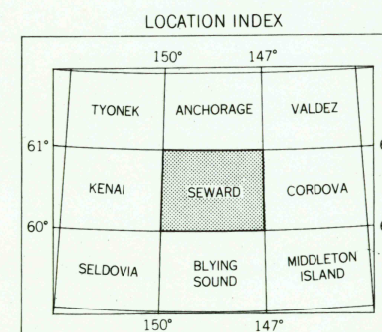 LOCATION INDEX
150° 147°
TYONEK ANCHORAGE VALDEZ
61°
KENAI SEWARD CORDOVA
60°
SELDOVIA BLYING SOUND MIDDLETON ISLAND
150° 147°